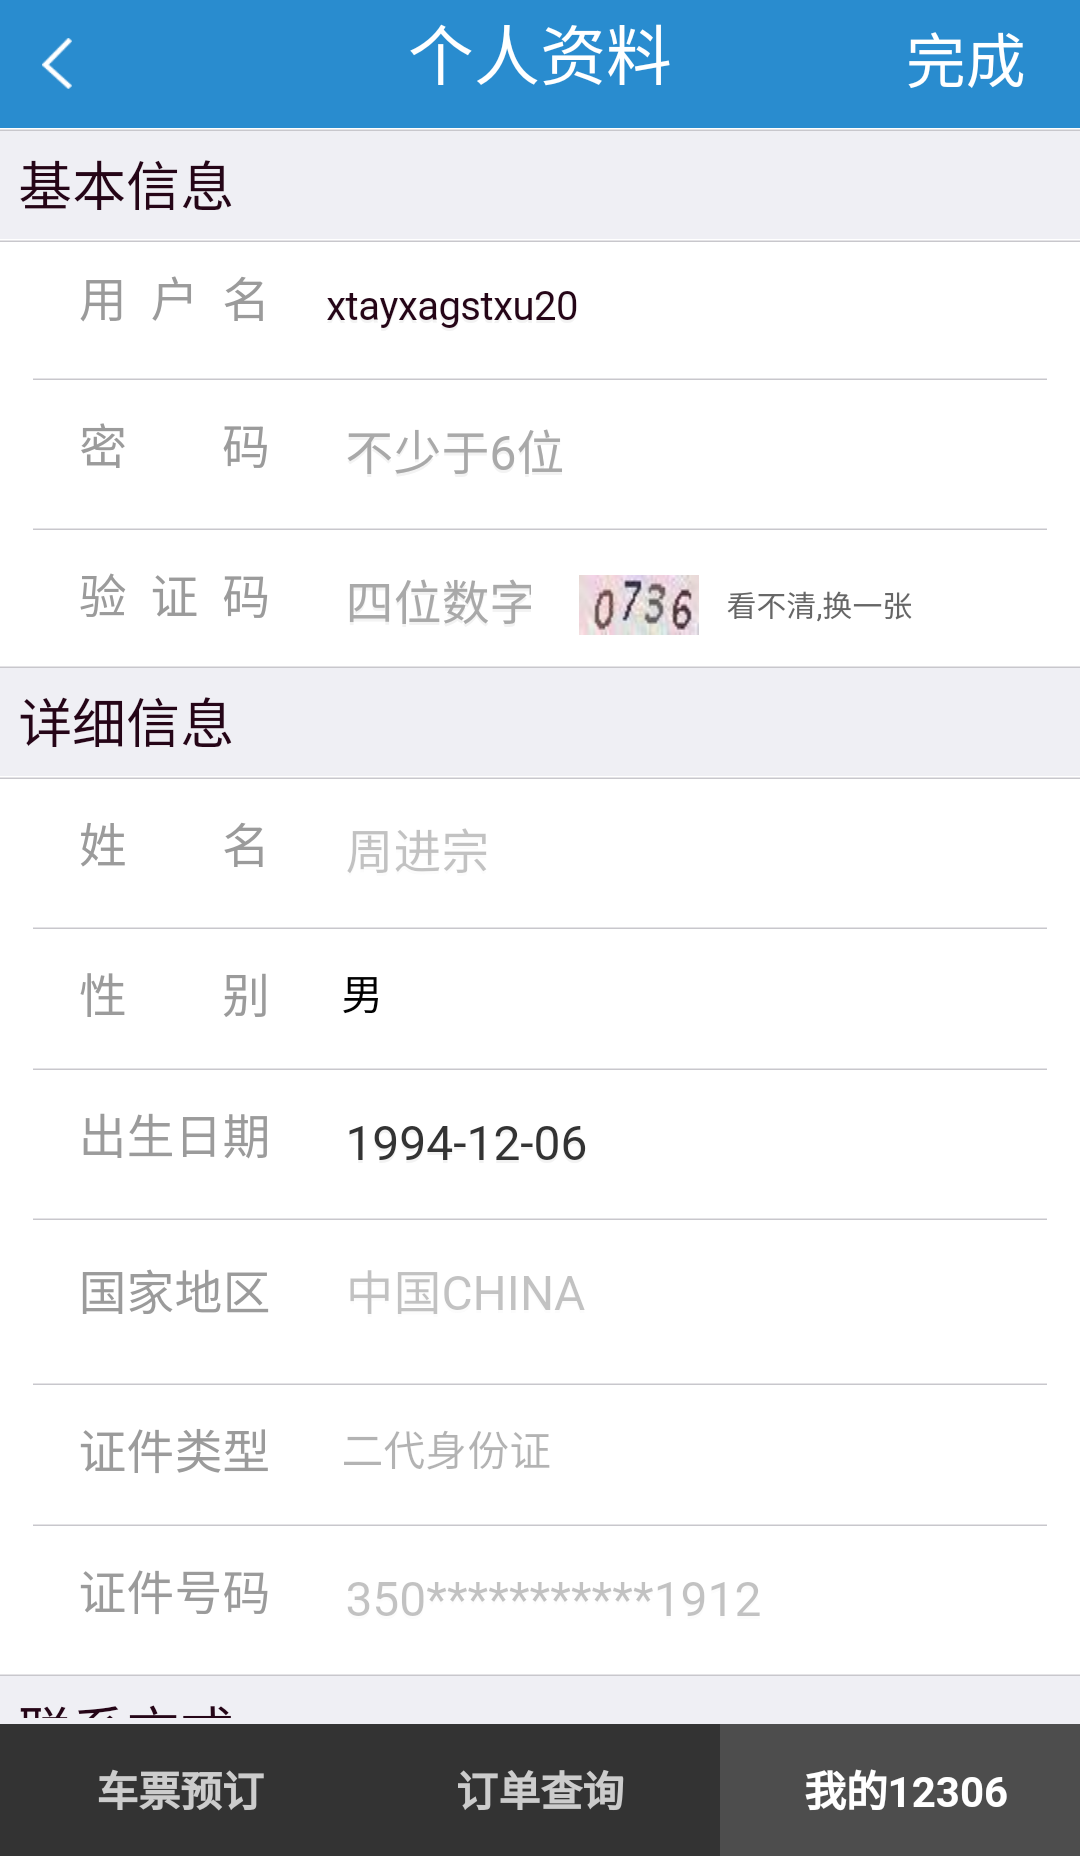 个人资料 完成
基本信息
用户名 xtayxagstxu20
密码 不少于6位
验证码 四位数字 0736 看不清,换一张
详细信息
姓名 周进宗
性别 男
出生日期 1994-12-06
国家地区 中国CHINA
证件类型 二代身份证
证件号码 350***********1912
联系方式
车票预订 订单查询 我的12306